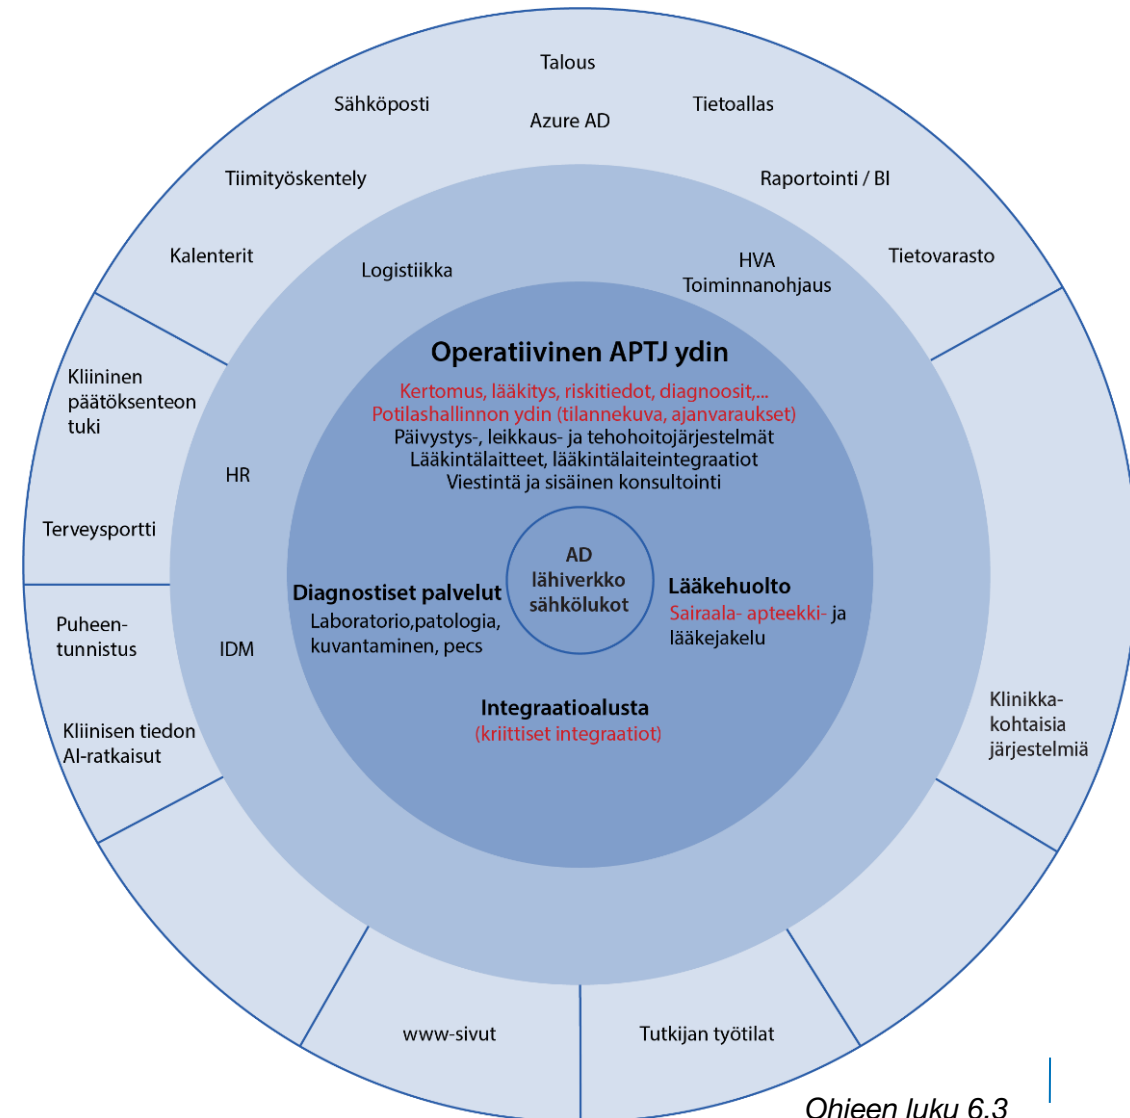 Talous
Sähköposti
Tietoallas
Azure AD
Tiimityöskentely
Raportointi / BI
Kalenterit
Tietovarasto
Logistiikka
HVA
Toiminnanohjaus
Operatiivinen APTJ ydin
Kertomus, lääkitys, riskitiedot, diagnoosit,...
Potilashallinnon ydin (tilannekuva, ajanvaraukset)
Päivystys-, leikkaus- ja tehohoitojärjestelmät
Lääkintälaitteet, lääkintälaiteintegraatiot
Viestintä ja sisäinen konsultointi
Kliininen
päätöksenteon
tuki
HR
Terveysportti
AD
lähiverkko
sähkölukot
Diagnostiset palvelut
Laboratorio,patologia,
kuvantaminen, pecs
Lääkehuolto
Sairaala- apteekki- ja
lääkejakelu
Puheen-
tunnistus
IDM
Kliinisen tiedon
AI-ratkaisut
Integraatioalusta
(kriittiset integraatiot)
Klinikka-
kohtaisia
järjestelmiä
www-sivut
Tutkijan työtilat
Ohjeen luku 6.3